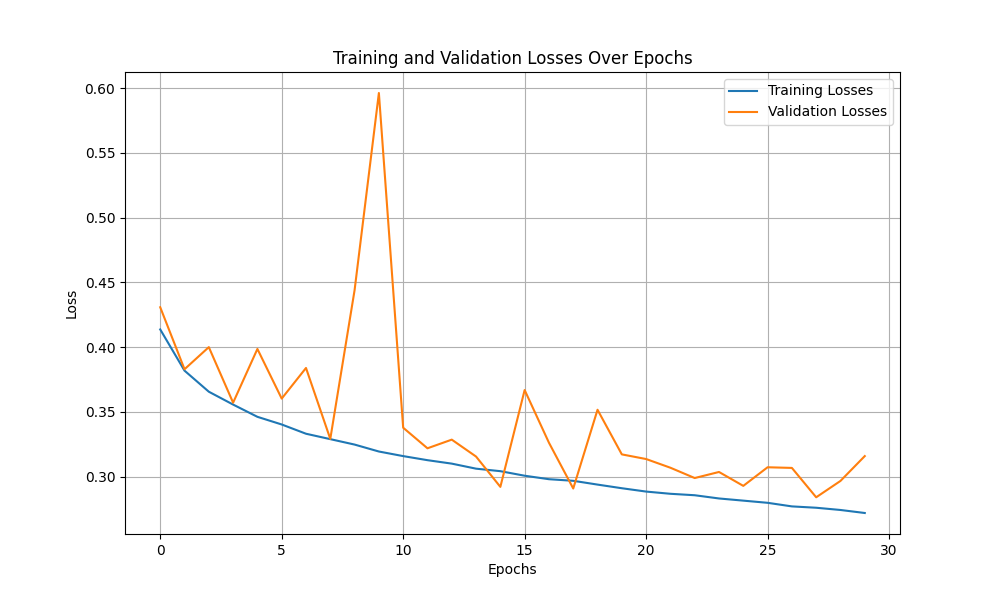 Training and Validation Losses Over Epochs
Training Losses
Validation Losses
0.60
0.55
0.50
0.45
0.40
0.35
0.30
Loss
0 5 10 15 20 25 30
Epochs